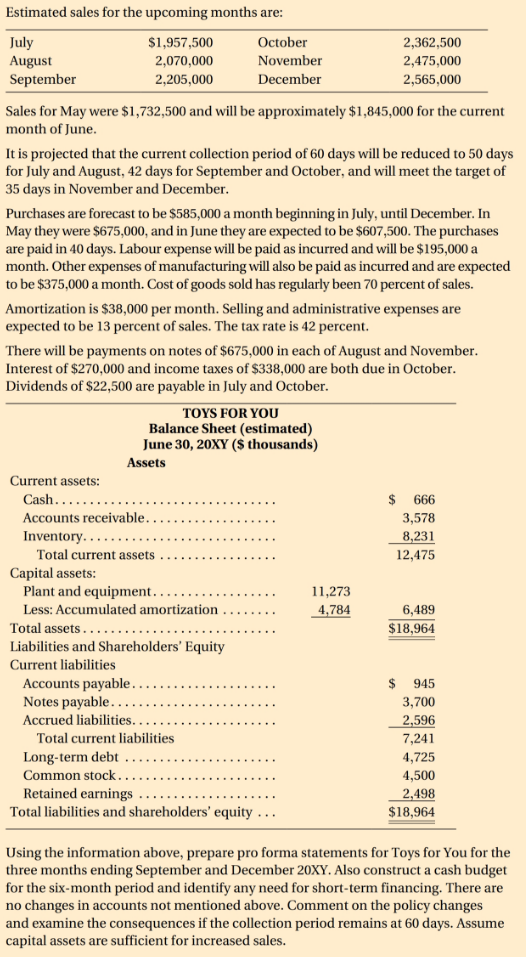 Estimated sales for the upcoming months are:
July $1,957,500 October 2,362,500
August 2,070,000 November 2,475,000
September 2,205,000 December 2,565,000
Sales for May were $1,732,500 and will be approximately $1,845,000 for the current
month of June.
It is projected that the current collection period of 60 days will be reduced to 50 days
for July and August, 42 days for September and October, and will meet the target of
35 days in November and December.
Purchases are forecast to be $585,000 a month beginning in July, until December. In
May they were $675,000, and in June they are expected to be $607,500. The purchases
are paid in 40 days. Labour expense will be paid as incurred and will be $195,000 a
month. Other expenses of manufacturing will also be paid as incurred and are expected
to be $375,000 a month. Cost of goods sold has regularly been 70 percent of sales.
Amortization is $38,000 per month. Selling and administrative expenses are
expected to be 13 percent of sales. The tax rate is 42 percent.
There will be payments on notes of $675,000 in each of August and November.
Interest of $270,000 and income taxes of $338,000 are both due in October.
Dividends of $22,500 are payable in July and October.
TOYS FOR YOU
Balance Sheet (estimated)
June 30, 20XY ($ thousands)
Assets
Current assets:
Cash . . . . . . . . . . . . . . . . . . . . . . . . . . . . . . $ 666
Accounts receivable . . . . . . . . . . . . . . . . . . 3,578
Inventory . . . . . . . . . . . . . . . . . . . . . . . . . . 8,231
Total current assets . . . . . . . . . . . . . . . . 12,475
Capital assets:
Plant and equipment . . . . . . . . . . . . . . . . . 11,273
Less: Accumulated amortization . . . . . . . . 4,784 6,489
Total assets . . . . . . . . . . . . . . . . . . . . . . . . . . $18,964
Liabilities and Shareholders' Equity
Current liabilities
Accounts payable . . . . . . . . . . . . . . . . . . . . $ 945
Notes payable . . . . . . . . . . . . . . . . . . . . . . . 3,700
Accrued liabilities . . . . . . . . . . . . . . . . . . . . 2,596
Total current liabilities 7,241
Long-term debt . . . . . . . . . . . . . . . . . . . . . . 4,725
Common stock . . . . . . . . . . . . . . . . . . . . . . . 4,500
Retained earnings . . . . . . . . . . . . . . . . . . . . 2,498
Total liabilities and shareholders' equity . . . $18,964
Using the information above, prepare pro forma statements for Toys for You for the
three months ending September and December 20XY. Also construct a cash budget
for the six-month period and identify any need for short-term financing. There are
no changes in accounts not mentioned above. Comment on the policy changes
and examine the consequences if the collection period remains at 60 days. Assume
capital assets are sufficient for increased sales.